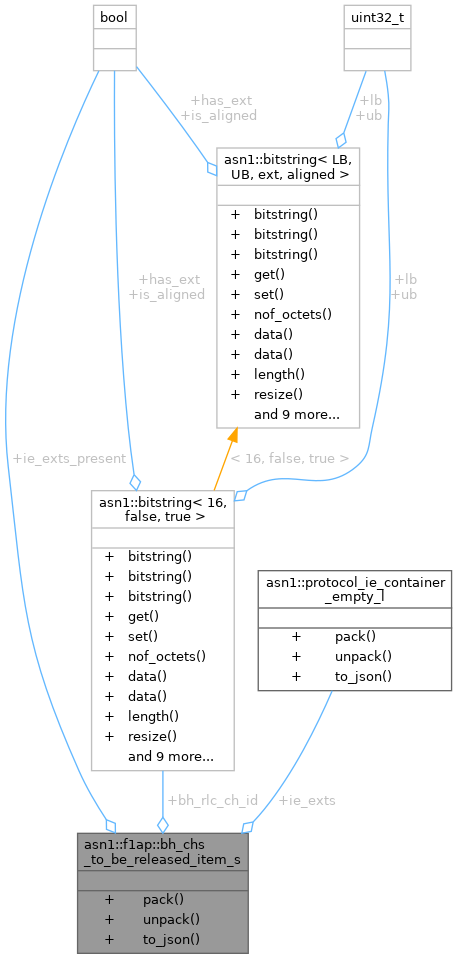 bool
uint32_t
+has_ext
+is_aligned
+lb
+ub
asn1::bitstring< LB,
UB, ext, aligned >
+ bitstring()
+ bitstring()
+ bitstring()
+ get()
+ set()
+ nof_octets()
+ data()
+ data()
+ length()
+ resize()
and 9 more...
+has_ext
+is_aligned
+lb
+ub
+ie_exts_present
< 16, false, true >
asn1::bitstring< 16,
false, true >
+ bitstring()
+ bitstring()
+ bitstring()
+ get()
+ set()
+ nof_octets()
+ data()
+ data()
+ length()
+ resize()
and 9 more...
asn1::protocol_ie_container
_empty_l
+ pack()
+ unpack()
+ to_json()
+bh_rlc_ch_id
+ie_exts
asn1::f1ap::bh_chs
_to_be_released_item_s
+ pack()
+ unpack()
+ to_json()